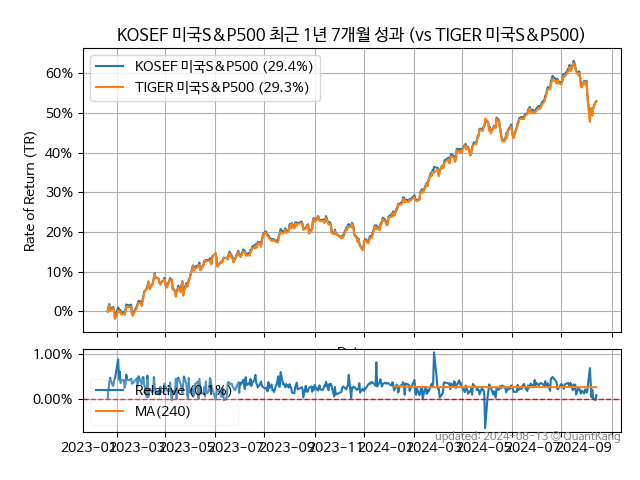 KOSEF 미국S&P500 최근 1년 7개월 성과 (vs TIGER 미국S&P500)
KOSEF 미국S&P500 (29.4%)
TIGER 미국S&P500 (29.3%)
60%
50%
40%
30%
20%
10%
0%
Rate of Return (TR)
1.00%
0.00%
Relative (0.1%)
MA(240)
2023-01 2023-03 2023-05 2023-07 2023-09 2023-11 2024-01 2024-03 2024-05 2024-07 2024-09
updated: 2024-08-13 © QuantKang